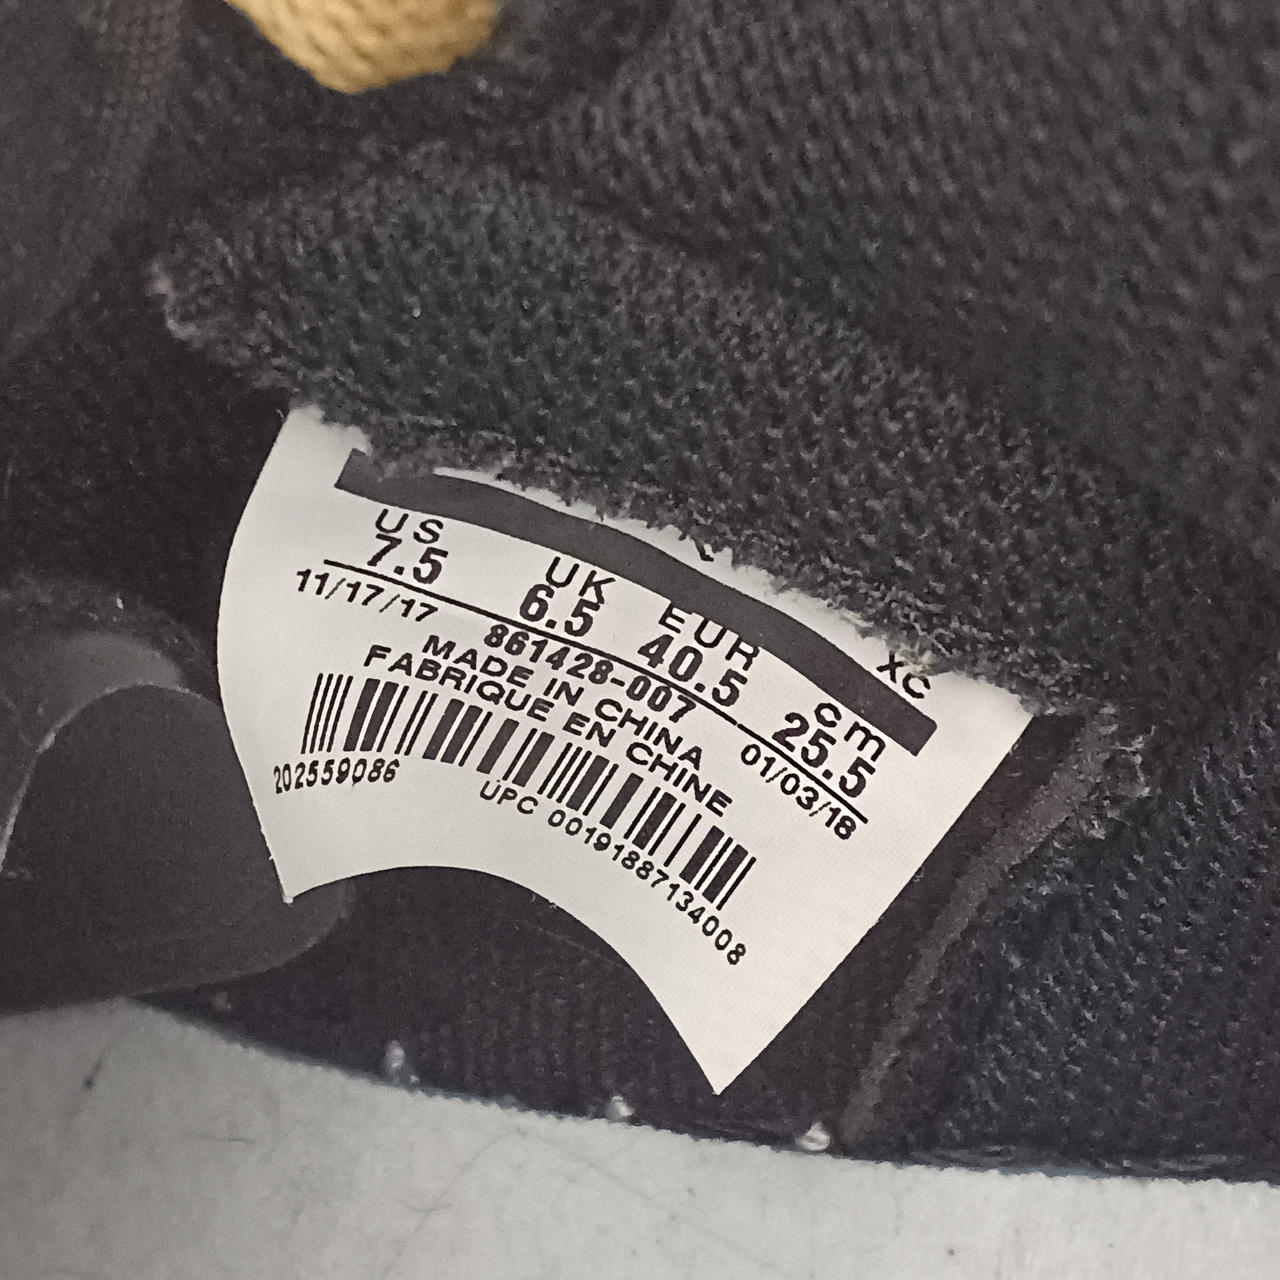 XC
US UK EUR cm
7.5 6.5 40.5 25.5
11/17/17 861428-007 01/03/18
MADE IN CHINA
FABRIQUE EN CHINE
202559086 UPC 00191887134008